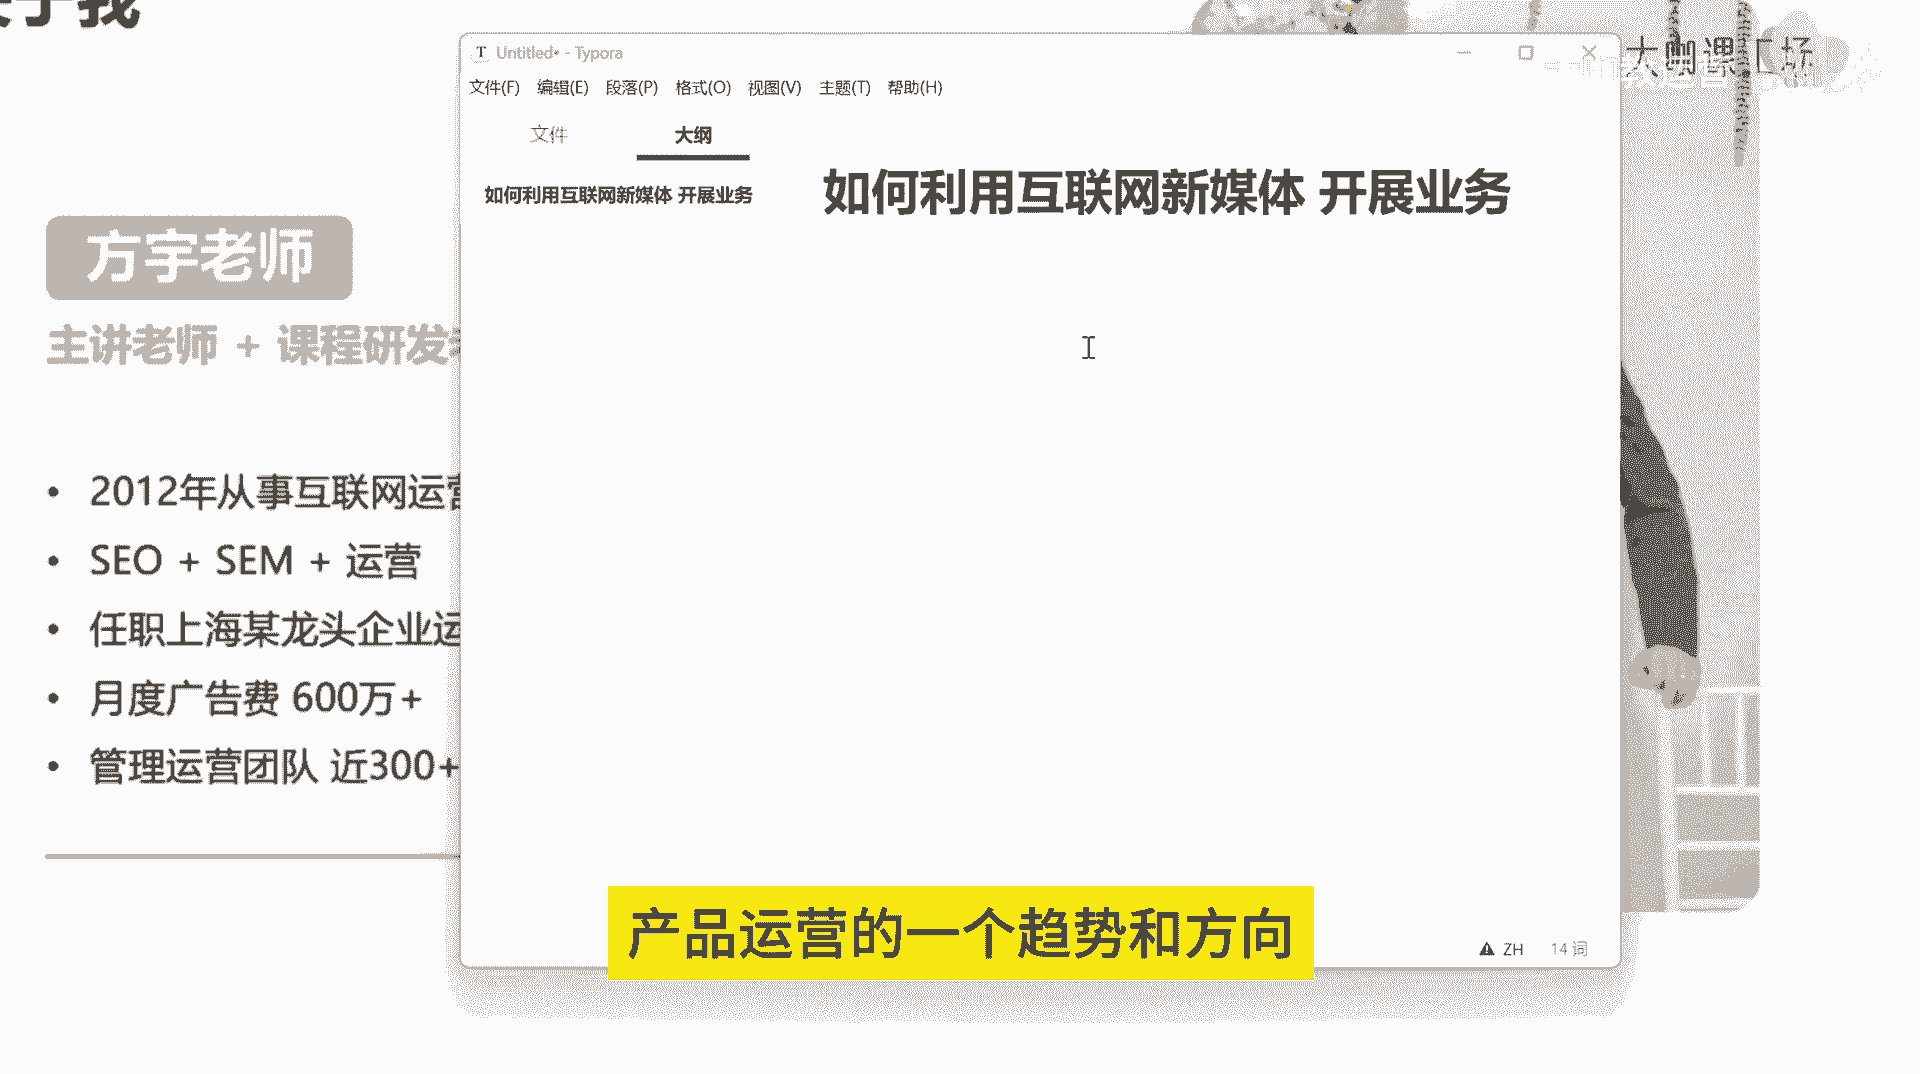 于我
Untitled• - Typora
文件(F) 编辑(E) 段落(P) 格式(O) 视图(V) 主题(T) 帮助(H)
文件 大纲
如何利用互联网新媒体 开展业务
如何利用互联网新媒体 开展业务
大咖课工场
方宇老师
主讲老师 + 课程研发
• 2012年从事互联网运营
• SEO + SEM + 运营
• 任职上海某龙头企业运
• 月度广告费 600万+
• 管理运营团队 近300+
产品运营的一个趋势和方向
ZH 14 词